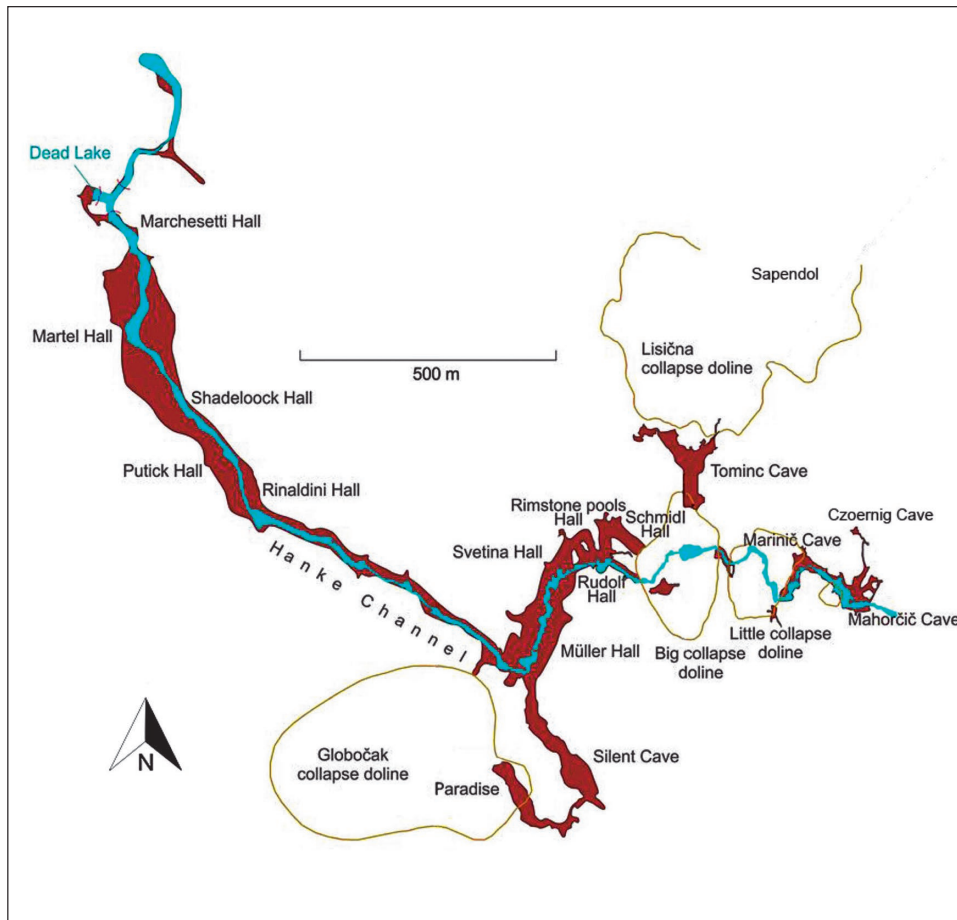 Dead Lake
Marchesetti Hall
Martel Hall
Shadeloock Hall
Putick Hall
Rinaldini Hall
Hanke Channel
500 m
Sapendol
Lisična
collapse doline
Tominc Cave
Rimstone pools
Hall
Schmidl
Hall
Svetina Hall
Rudolf
Hall
Marinič Cave
Czoernig Cave
Mahorčič Cave
Little collapse
doline
Big collapse
doline
Müller Hall
Silent Cave
Globočak
collapse doline
Paradise
N